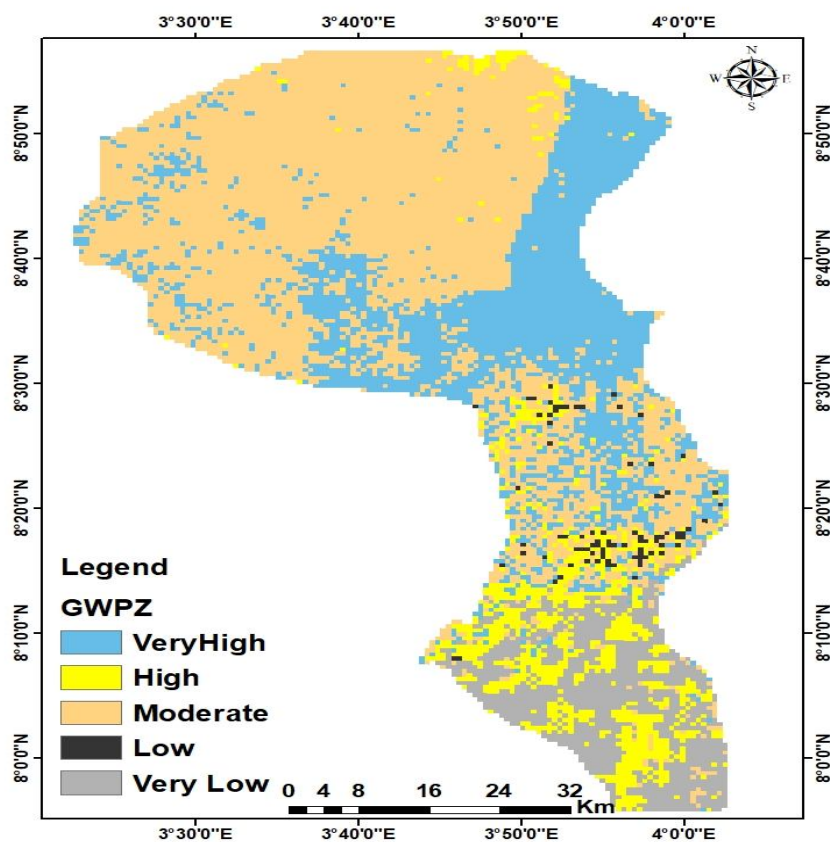 3°30'0"E 3°40'0"E 3°50'0"E 4°0'0"E
N
W E
S
8°50'0"N 8°50'0"N
8°40'0"N 8°40'0"N
8°30'0"N 8°30'0"N
8°20'0"N 8°20'0"N
8°10'0"N 8°10'0"N
8°0'0"N 8°0'0"N
Legend
GWPZ
VeryHigh
High
Moderate
Low
Very Low
0 4 8 16 24 32
Km
3°30'0"E 3°40'0"E 3°50'0"E 4°0'0"E